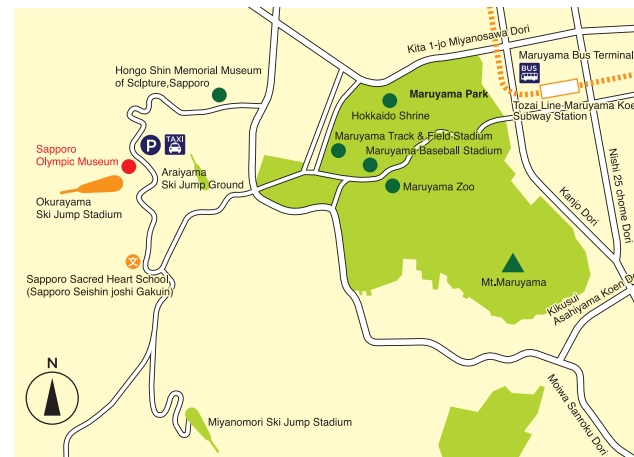 Kita 1-jo Miyanosawa Dori
Maruyama Bus Terminal
BUS
Hongo Shin Memorial Museum
of Sclpture,Sapporo
Maruyama Park
Hokkaido Shrine
Tozai Line-Maruyama Koe
Subway Station
P
TAXI
Maruyama Track & Field Stadium
Maruyama Baseball Stadium
Sapporo
Olympic Museum
Araiyama
Ski Jump Ground
Maruyama Zoo
Okurayama
Ski Jump Stadium
Kanjo Dori
Nishi 25 chome Dori
文
Sapporo Sacred Heart School
(Sapporo Seishin joshi Gakuin)
Mt.Maruyama
Kikusui
Asahiyama Koen D
N
Moiwa Sanroku Dori
Miyanomori Ski Jump Stadium